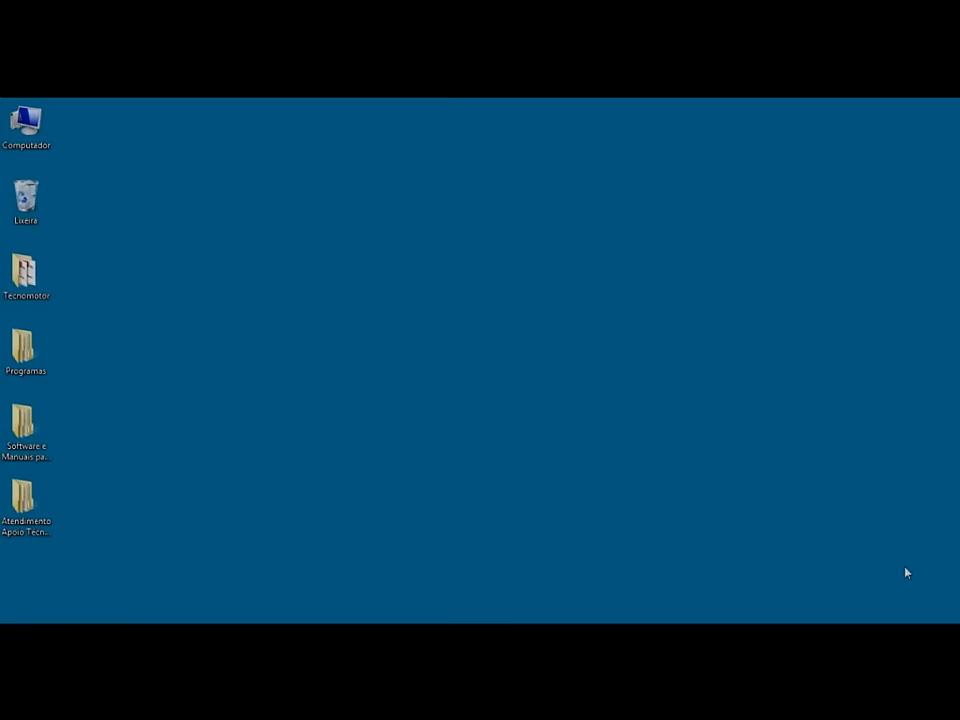 Computador
Lixeira
Tecnomotor
Programas
Software e
Manuais pa...
Atendimento
Apoio Tecn...